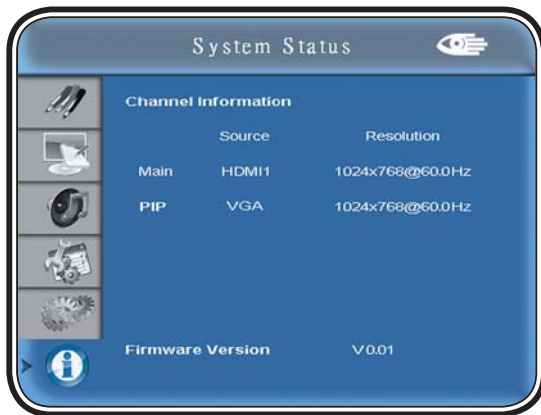 System Status
Channel Information
Source Resolution
Main HDMI1 1024x768@60.0Hz
PIP VGA 1024x768@60.0Hz
Firmware Version V0.01